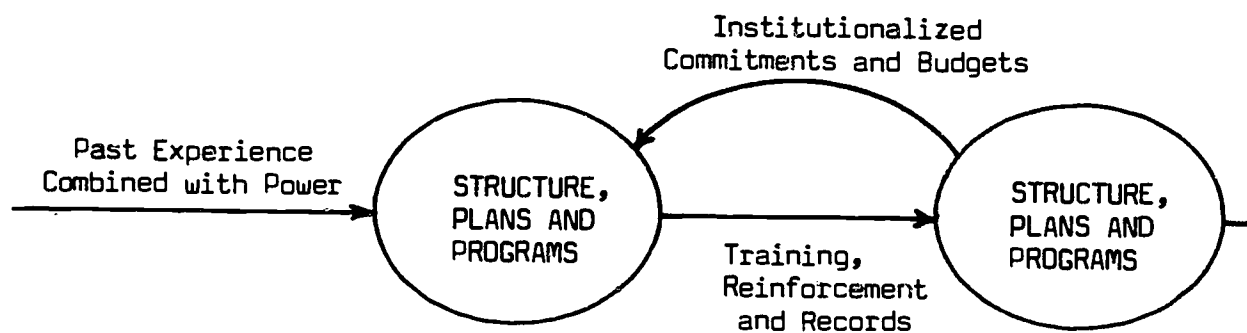 Institutionalized
Commitments and Budgets
Past Experience
Combined with Power
STRUCTURE,
PLANS AND
PROGRAMS
STRUCTURE,
PLANS AND
PROGRAMS
Training,
Reinforcement
and Records